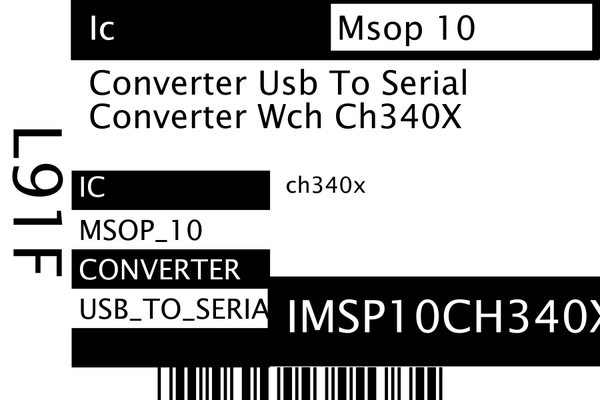 Ic
Msop 10
Converter Usb To Serial
Converter Wch Ch340X
L91F
IC
ch340x
MSOP_10
CONVERTER
USB_TO_SERIA
IMSP10CH340X